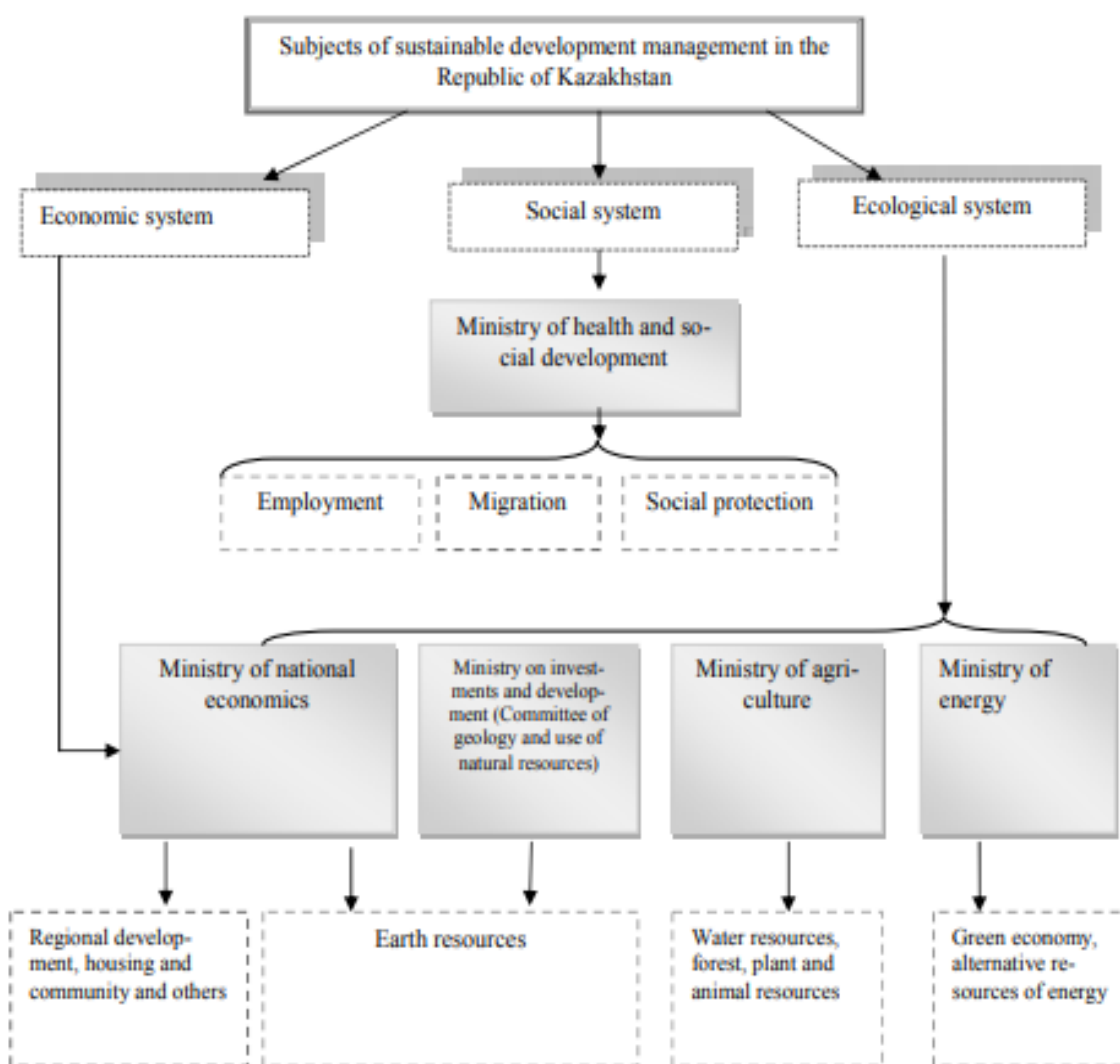 Subjects of sustainable development management in the
Republic of Kazakhstan
Economic system
Social system
Ecological system
Ministry of health and so-
cial development
Employment
Migration
Social protection
Ministry of national
economics
Ministry on invest-
ments and develop-
ment (Committee of
geology and use of
natural resources)
Ministry of agri-
culture
Ministry of
energy
Regional develop-
ment, housing and
community and others
Earth resources
Water resources,
forest, plant and
animal resources
Green economy,
alternative re-
sources of energy